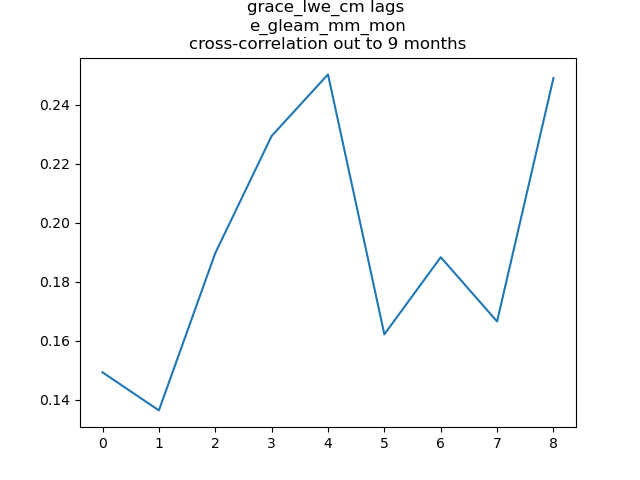 grace_lwe_cm lags
e_gleam_mm_mon
cross-correlation out to 9 months
0.24
0.22
0.20
0.18
0.16
0.14
0 1 2 3 4 5 6 7 8